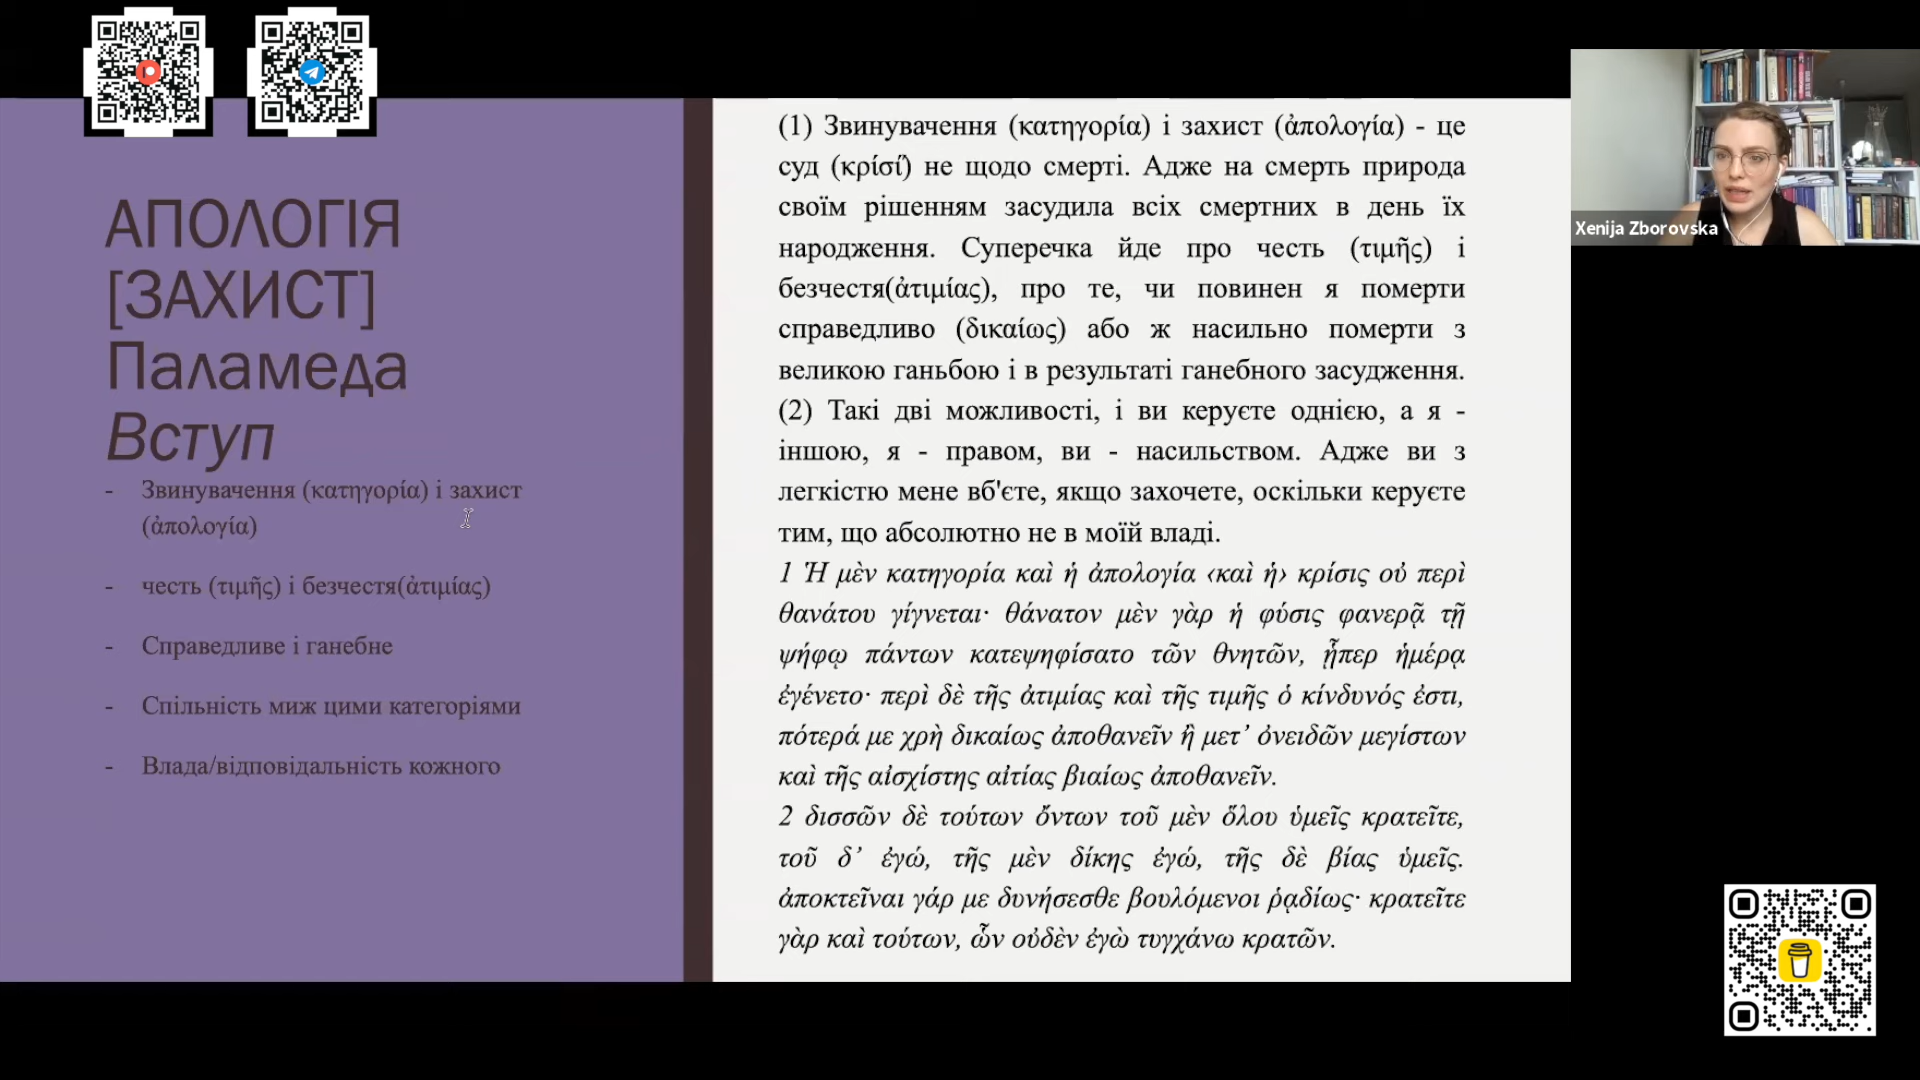 АПОЛОГІЯ
[ЗАХИСТ]
Паламеда
Вступ
- Звинувачення (κατηγορία) і захист
(ἀπολογία)
- честь (τιμῆς) і безчестя(ἀτιμίας)
- Справедливе і ганебне
- Спільність миж цими категоріями
- Влада/відповідальність кожного
(1) Звинувачення (κατηγορία) і захист (ἀπολογία) - це
суд (κρίσί) не щодо смерті. Адже на смерть природа
своїм рішенням засудила всіх смертних в день їх
народження. Суперечка йде про честь (τιμῆς) і
безчестя(ἀτιμίας), про те, чи повинен я померти
справедливо (δικαίως) або ж насильно померти з
великою ганьбою і в результаті ганебного засудження.
(2) Такі дві можливості, і ви керуєте однією, а я -
іншою, я - правом, ви - насильством. Адже ви з
легкістю мене вб'єте, якщо захочете, оскільки керуєте
тим, що абсолютно не в моїй владі.
1 Ἡ μὲν κατηγορία καὶ ἡ ἀπολογία ‹καὶ ἡ› κρίσις οὐ περὶ
θανάτου γίγνεται· θάνατον μὲν γὰρ ἡ φύσις φανερᾷ τῇ
ψήφῳ πάντων κατεψηφίσατο τῶν θνητῶν, ᾗπερ ἡμέρᾳ
ἐγένετο· περὶ δὲ τῆς ἀτιμίας καὶ τῆς τιμῆς ὁ κίνδυνός ἐστι,
πότερά με χρὴ δικαίως ἀποθανεῖν ἢ μετ’ ὀνειδῶν μεγίστων
καὶ τῆς αἰσχίστης αἰτίας βιαίως ἀποθανεῖν.
2 δισσῶν δὲ τούτων ὄντων τοῦ μὲν ὅλου ὑμεῖς κρατεῖτε,
τοῦ δ’ ἐγώ, τῆς μὲν δίκης ἐγώ, τῆς δὲ βίας ὑμεῖς.
ἀποκτεῖναι γάρ με δυνήσεσθε βουλόμενοι ῥᾳδίως· κρατεῖτε
γὰρ καὶ τούτων, ὧν οὐδὲν ἐγὼ τυγχάνω κρατῶν.
Xenija Zborovska